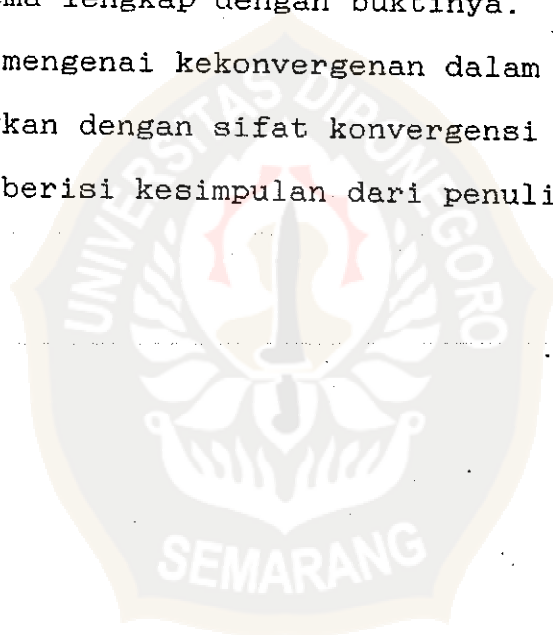 ma lengkap dengan buktinya.
mengenai kekonvergenan dalam
kan dengan sifat konvergensi
berisi kesimpulan dari penuli
UNIVERSITAS DIPONEGORO
SEMARANG